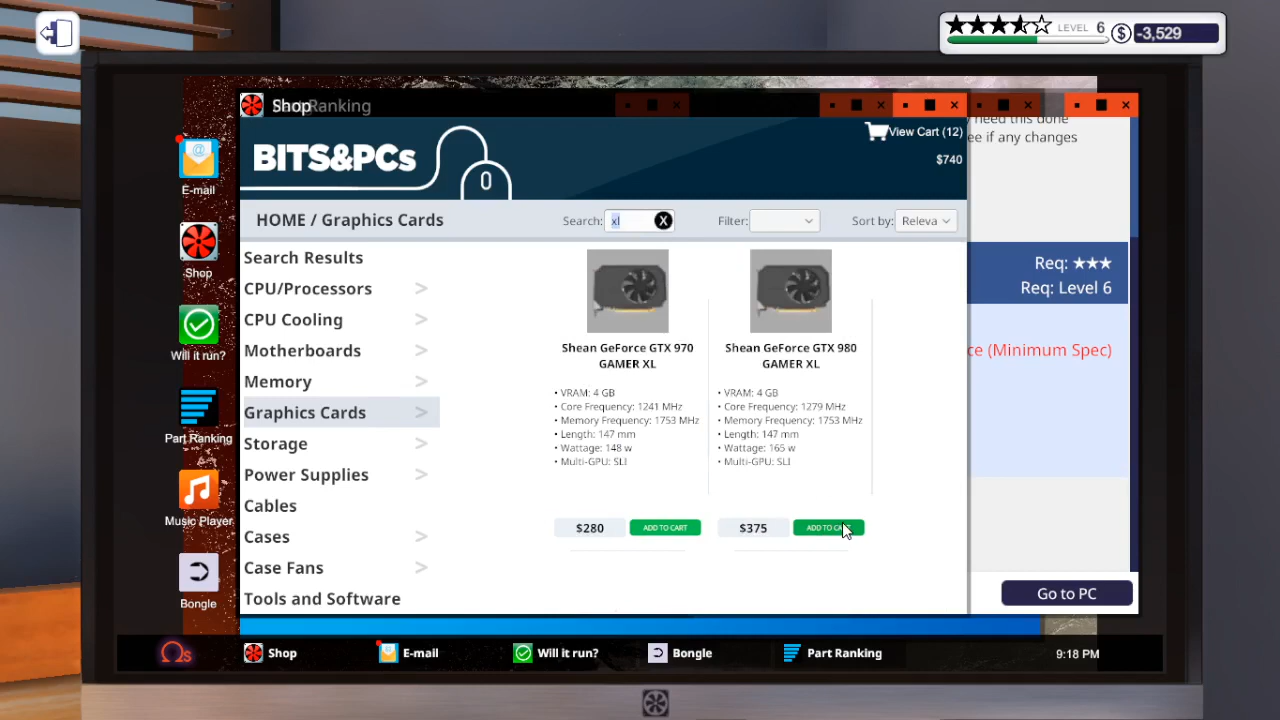 LEVEL 6
$ -3,529
Shop Ranking
BITS&PCs
View Cart (12)
$740
need this done
ee if any changes
HOME / Graphics Cards
Search: xl X
Filter:
Sort by: Releva
Search Results
CPU/Processors >
CPU Cooling >
Motherboards >
Memory >
Graphics Cards >
Storage >
Power Supplies >
Cables
Cases >
Case Fans >
Tools and Software
Shean GeForce GTX 970
GAMER XL
• VRAM: 4 GB
• Core Frequency: 1241 MHz
• Memory Frequency: 1753 MHz
• Length: 147 mm
• Wattage: 148 w
• Multi-GPU: SLI
$280
ADD TO CART
Shean GeForce GTX 980
GAMER XL
• VRAM: 4 GB
• Core Frequency: 1279 MHz
• Memory Frequency: 1753 MHz
• Length: 147 mm
• Wattage: 165 w
• Multi-GPU: SLI
$375
ADD TO CART
Req: ★★★
Req: Level 6
ce (Minimum Spec)
Go to PC
E-mail
Shop
Will it run?
Part Ranking
Music Player
Bongle
Ωs
Shop
E-mail
Will it run?
Bongle
Part Ranking
9:18 PM